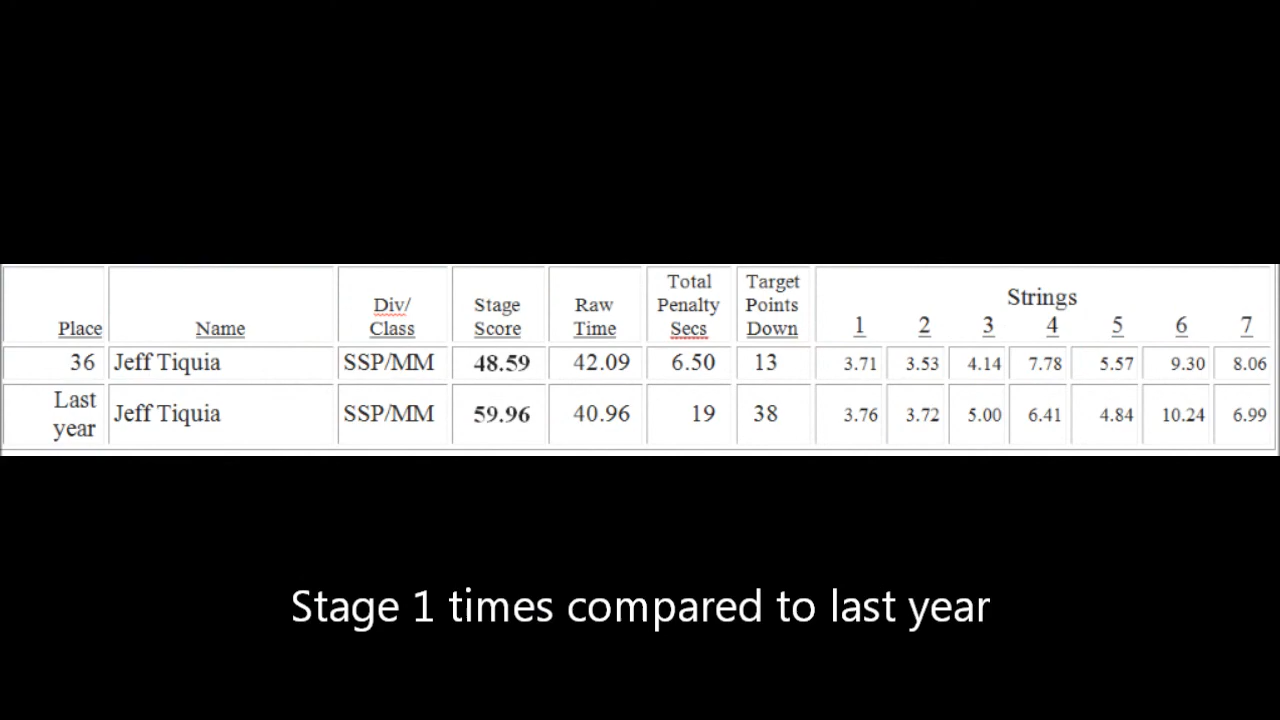 Place Name Div/ Class Stage Score Raw Time Total Penalty Secs Target Points Down Strings 1 2 3 4 5 6 7
36 Jeff Tiquia SSP/MM 48.59 42.09 6.50 13 3.71 3.53 4.14 7.78 5.57 9.30 8.06
Last year Jeff Tiquia SSP/MM 59.96 40.96 19 38 3.76 3.72 5.00 6.41 4.84 10.24 6.99
Stage 1 times compared to last year